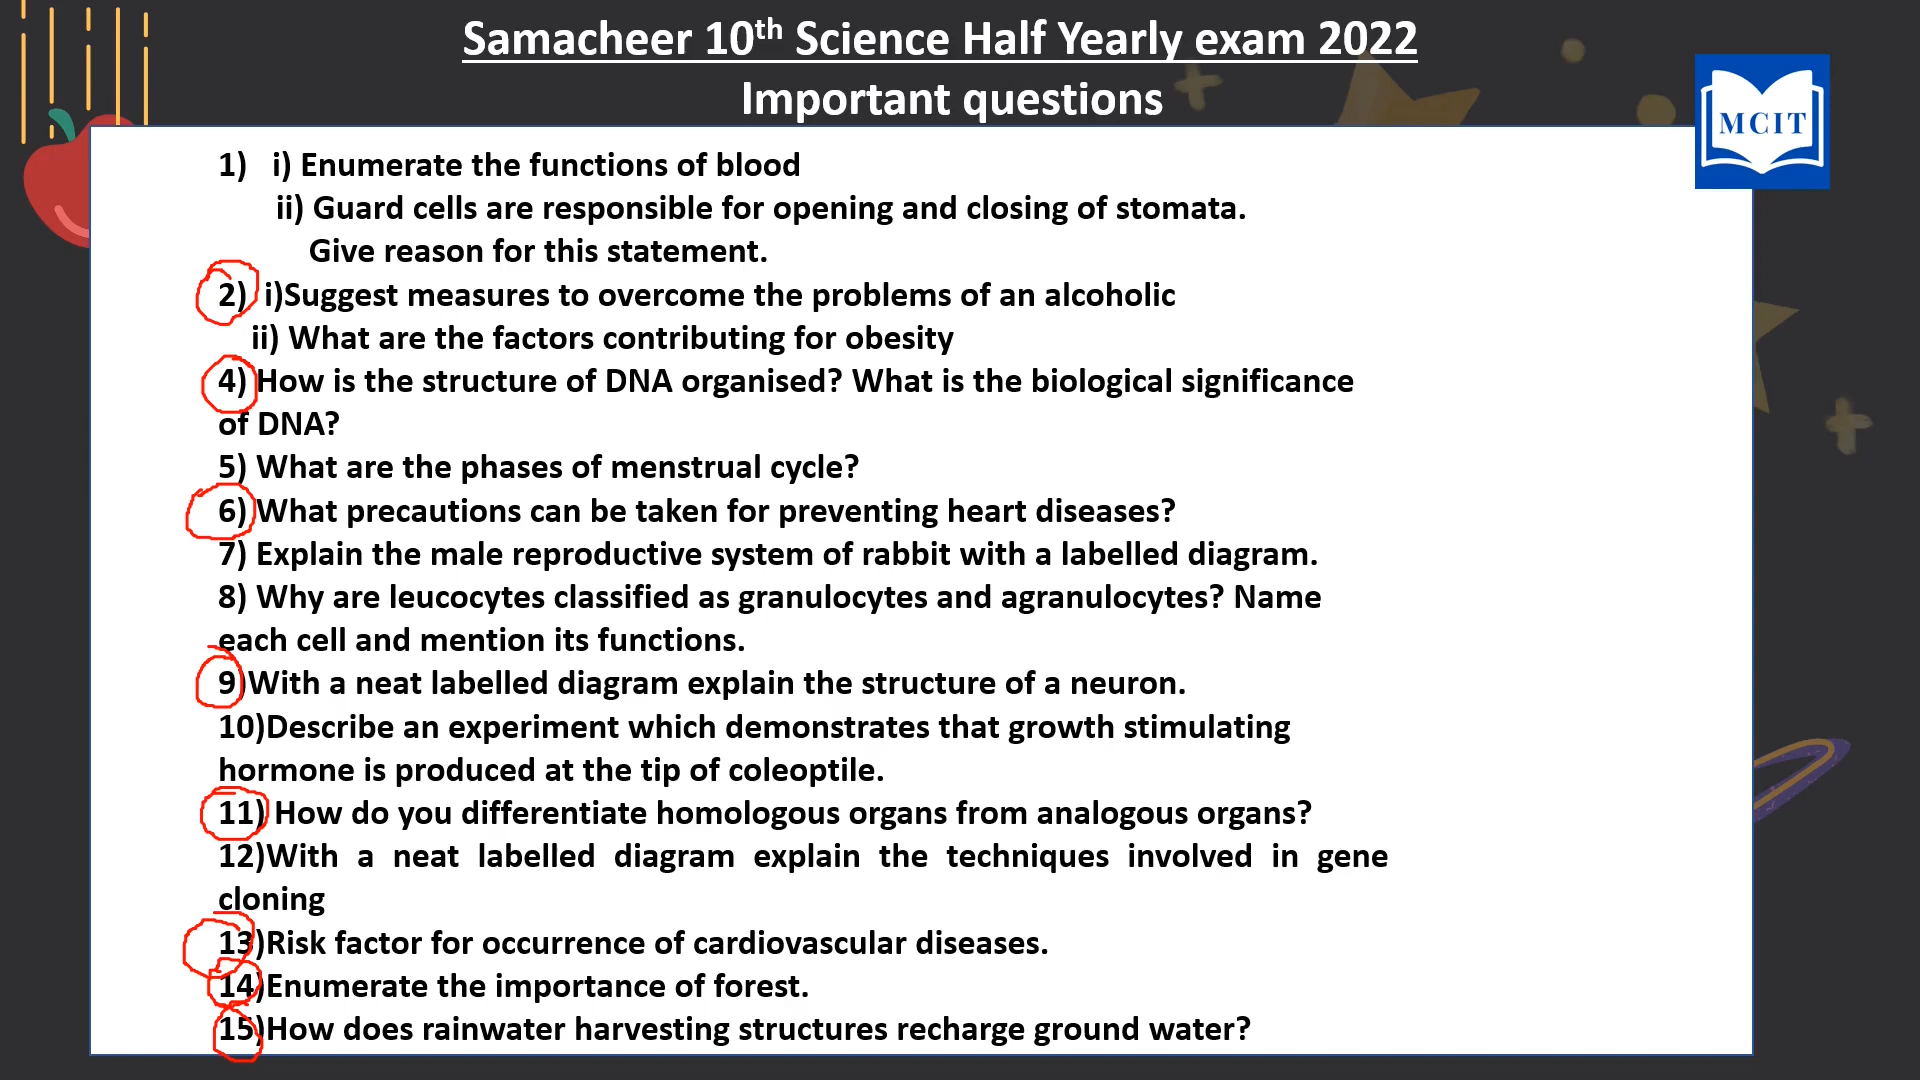 Samacheer 10th Science Half Yearly exam 2022
Important questions
MCIT
1) i) Enumerate the functions of blood
ii) Guard cells are responsible for opening and closing of stomata.
Give reason for this statement.
2) i)Suggest measures to overcome the problems of an alcoholic
ii) What are the factors contributing for obesity
4) How is the structure of DNA organised? What is the biological significance
of DNA?
5) What are the phases of menstrual cycle?
6) What precautions can be taken for preventing heart diseases?
7) Explain the male reproductive system of rabbit with a labelled diagram.
8) Why are leucocytes classified as granulocytes and agranulocytes? Name
each cell and mention its functions.
9)With a neat labelled diagram explain the structure of a neuron.
10)Describe an experiment which demonstrates that growth stimulating
hormone is produced at the tip of coleoptile.
11) How do you differentiate homologous organs from analogous organs?
12)With a neat labelled diagram explain the techniques involved in gene
cloning
13)Risk factor for occurrence of cardiovascular diseases.
14)Enumerate the importance of forest.
15)How does rainwater harvesting structures recharge ground water?